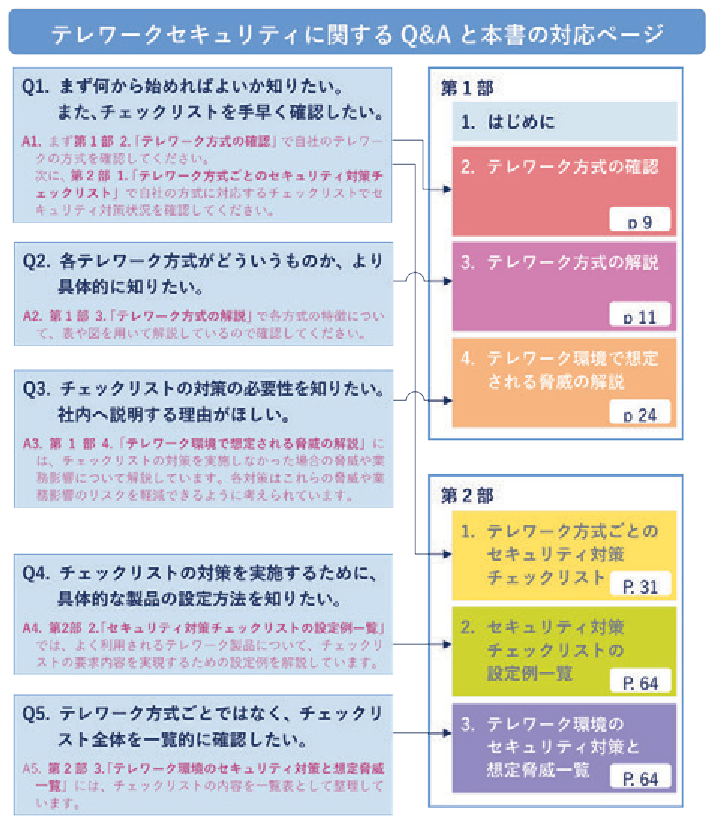 テレワークセキュリティに関するQ&Aと本書の対応ページ
Q1. まず何から始めればよいか知りたい。
また、チェックリストを手早く確認したい。
A1. まず第1部 2.「テレワーク方式の確認」で自社のテレワー
クの方式を確認してください。
次に、第2部 1.「テレワーク方式ごとのセキュリティ対策チ
ェックリスト」で自社の方式に対応するチェックリストでセ
キュリティ対策状況を確認してください。
Q2. 各テレワーク方式がどういうものか、より
具体的に知りたい。
A2. 第1部 3.「テレワーク方式の解説」で各方式の特徴につい
て、表や図を用いて解説しているので確認してください。
Q3. チェックリストの対策の必要性を知りたい。
社内へ説明する理由がほしい。
A3. 第1部 4.「テレワーク環境で想定される脅威の解説」に
は、チェックリストの対策を実施しなかった場合の脅威や業
務影響について解説しています。各対策はこれらの脅威や業
務影響のリスクを軽減できるように考えられています。
Q4. チェックリストの対策を実施するために、
具体的な製品の設定方法を知りたい。
A4. 第2部 2.「セキュリティ対策チェックリストの設定例一覧」
では、よく利用されるテレワーク製品について、チェックリ
ストの要求内容を実現するための設定例を解説しています。
Q5. テレワーク方式ごとではなく、チェックリ
スト全体を一覧的に確認したい。
A5. 第2部 3.「テレワーク環境のセキュリティ対策と想定脅威
一覧」には、チェックリストの内容を一覧表として整理して
います。
第1部
1. はじめに
2. テレワーク方式の確認
p 9
3. テレワーク方式の解説
p 11
4. テレワーク環境で想定
される脅威の解説
p 24
第2部
1. テレワーク方式ごとの
セキュリティ対策
チェックリスト
P. 31
2. セキュリティ対策
チェックリストの
設定例一覧
P. 64
3. テレワーク環境の
セキュリティ対策と
想定脅威一覧
P. 64